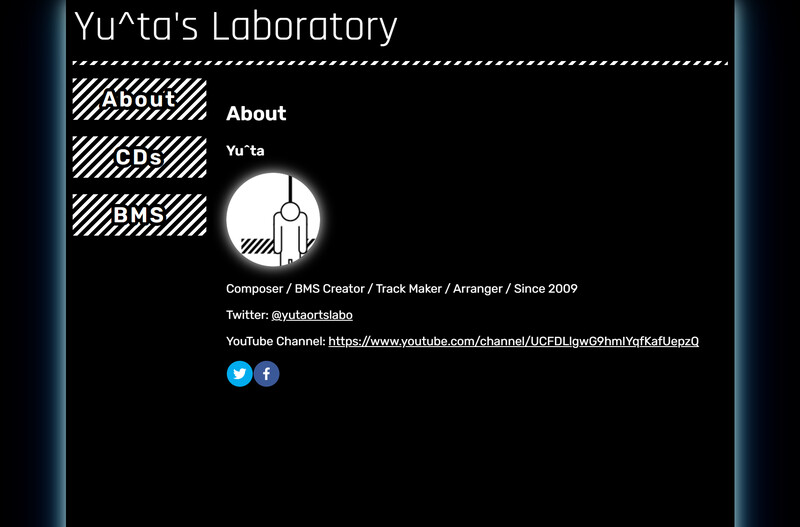 Yu^ta's Laboratory
About
CDs
BMS
About
Yu^ta
Composer / BMS Creator / Track Maker / Arranger / Since 2009
Twitter: @yutaortslabo
YouTube Channel: https://www.youtube.com/channel/UCFDLlgwG9hmlYqfKafUepzQ